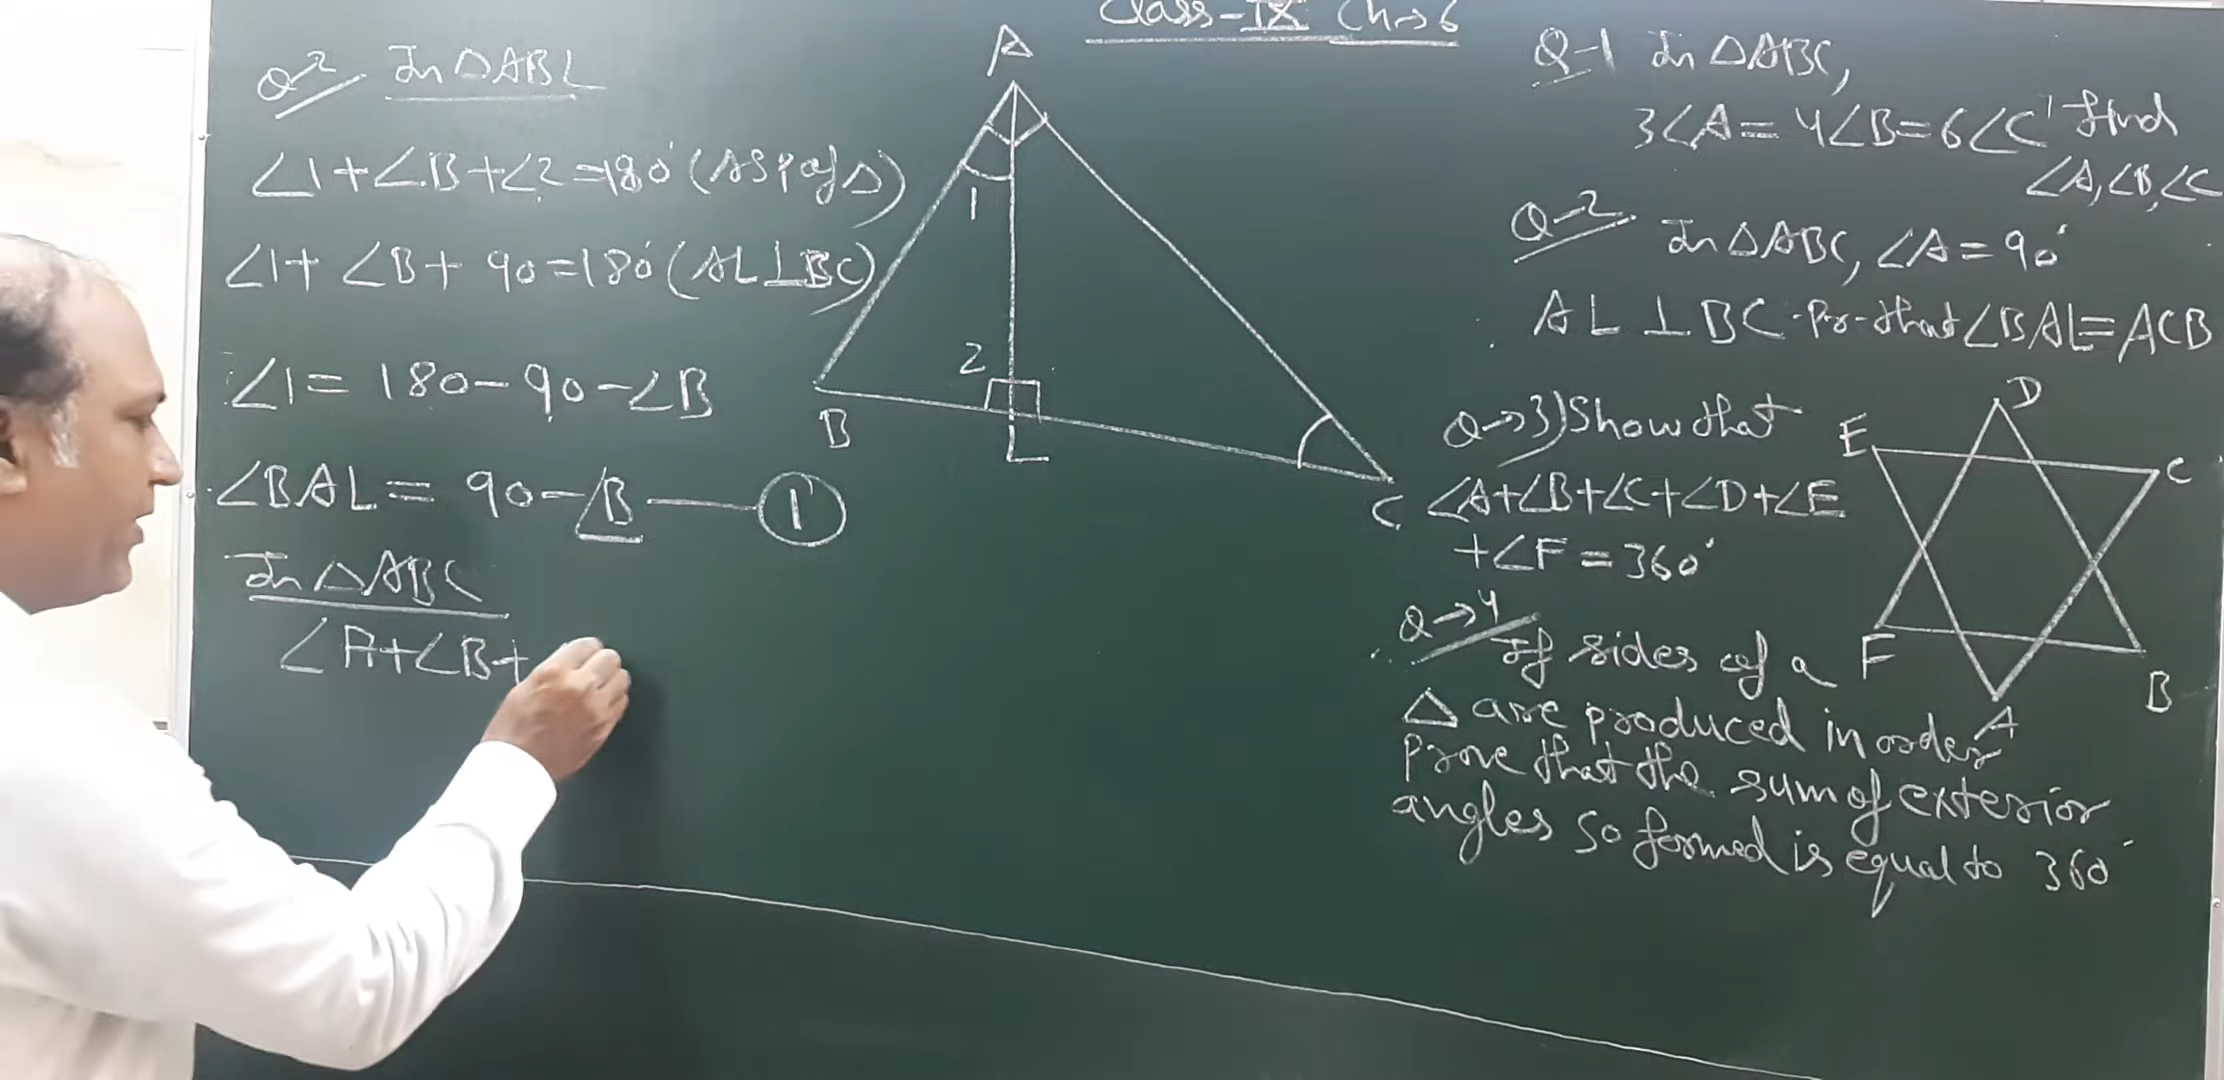 Class-IX Ch→6
Q-2 In △ABL
∠1+∠B+∠2=180° (ASP of △)
∠1+ ∠B+ 90=180° (AL⊥BC)
∠1= 180-90-∠B
∠BAL= 90-∠B — 1
In △ABC
∠A+∠B+
A
1
2
B
L
C
Q-1 In △ABC,
3∠A=4∠B=6∠C, find
∠A,∠B,∠C
Q-2 In △ABC, ∠A=90°
AL ⊥ BC. Pr. that ∠BAL=ACB
Q→3) Show that
∠A+∠B+∠C+∠D+∠E
+∠F=360°
D
E
C
F
B
A
Q→4
If sides of a
△ are produced in order
Prove that the sum of exterior
angles so formed is equal to 360°